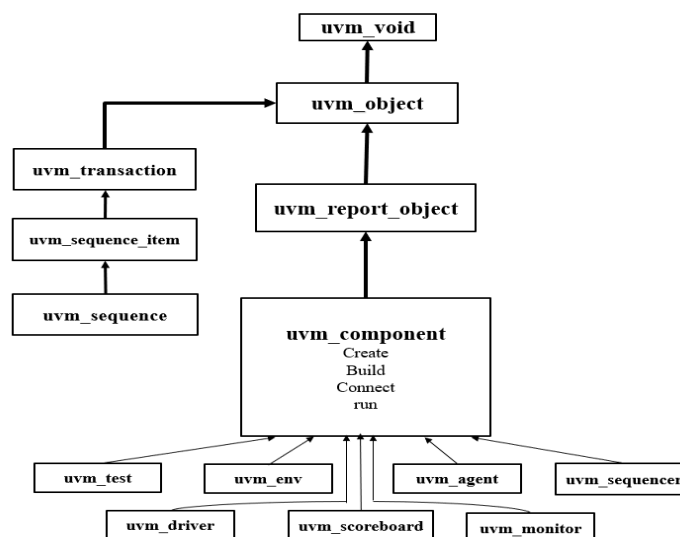 uvm_void
uvm_object
uvm_transaction
uvm_report_object
uvm_sequence_item
uvm_sequence
uvm_component
Create
Build
Connect
run
uvm_test
uvm_env
uvm_agent
uvm_sequencer
uvm_driver
uvm_scoreboard
uvm_monitor